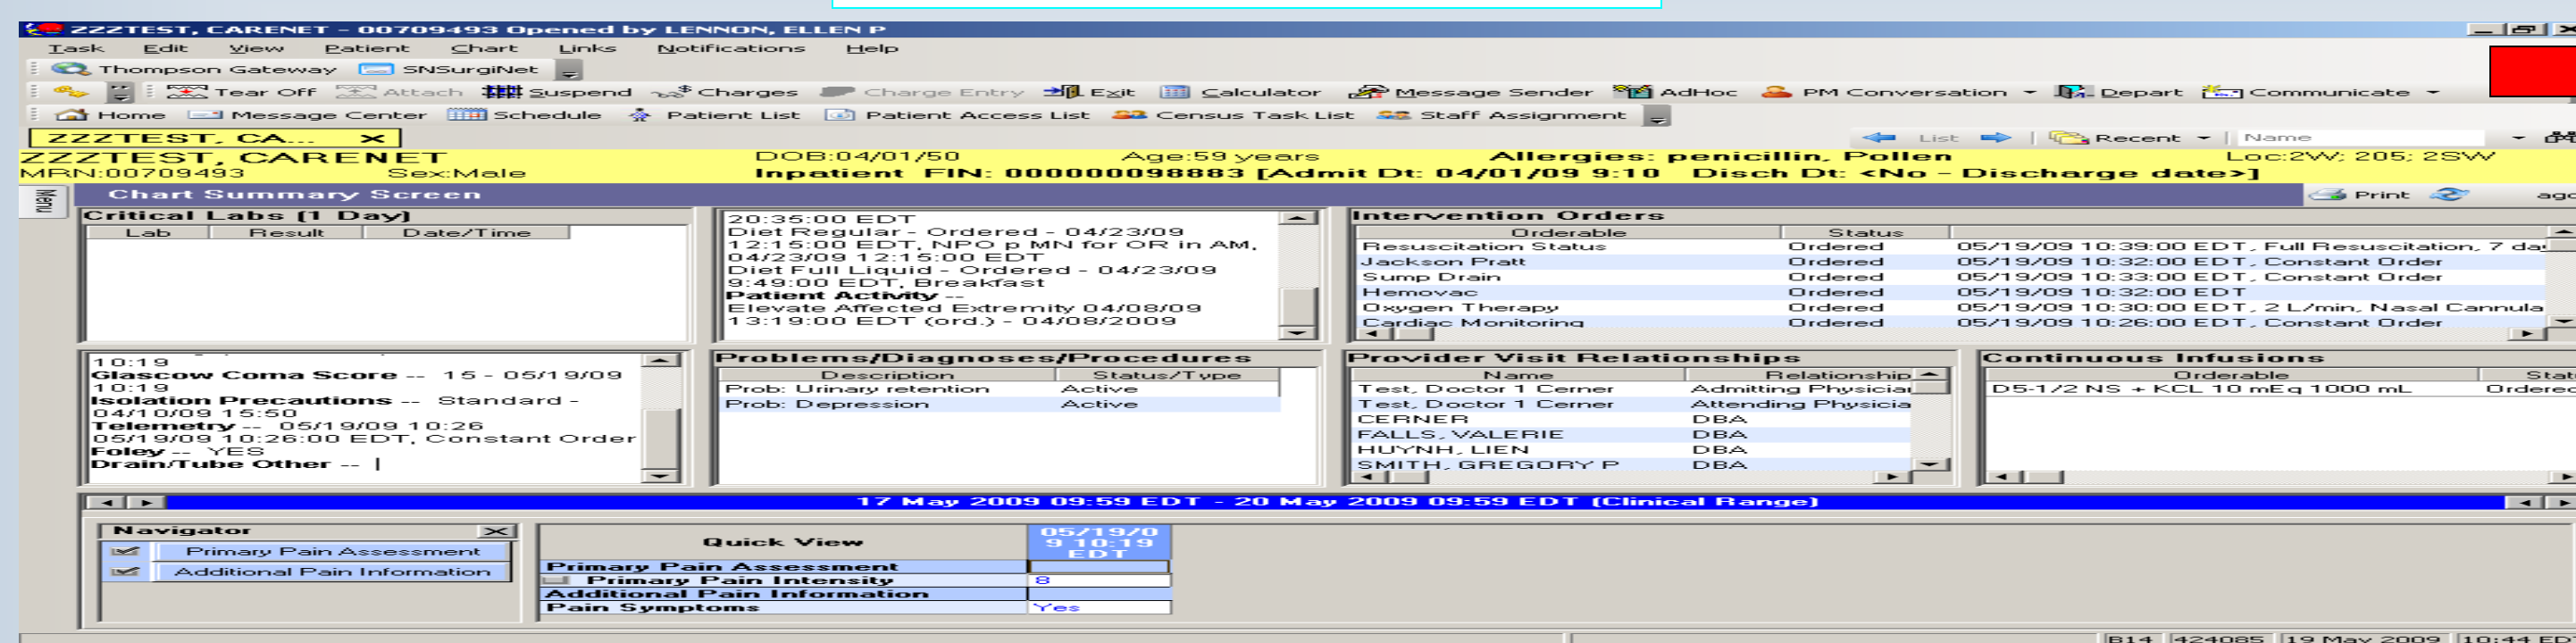 ZZZTEST, CARENET - 00709493 Opened by LENNON, ELLEN P
Task Edit View Patient Chart Links Notifications Help
Thompson Gateway SNSurgiNet
Tear Off Attach Suspend Charges Charge Entry Exit Calculator Message Sender AdHoc PM Conversation Depart Communicate
Home Message Center Schedule Patient List Patient Access List Census Task List Staff Assignment
ZZZTEST, CA...
List Recent Name
ZZZTEST, CARENET DOB:04/01/50 Age:59 years Allergies: penicillin, Pollen Loc:2W; 205; 2SW
MRN:00709493 Sex:Male Inpatient FIN: 000000098883 [Admit Dt: 04/01/09 9:10 Disch Dt: <No - Discharge date>]
Menu
Chart Summary Screen Print ago
Critical Labs (1 Day)
Lab Result Date/Time
20:35:00 EDT
Diet Regular - Ordered - 04/23/09
12:15:00 EDT, NPO p MN for OR in AM,
04/23/09 12:15:00 EDT
Diet Full Liquid - Ordered - 04/23/09
9:49:00 EDT, Breakfast
Patient Activity --
Elevate Affected Extremity 04/08/09
13:19:00 EDT (ord.) - 04/08/2009
Intervention Orders
Orderable Status
Resuscitation Status Ordered 05/19/09 10:39:00 EDT, Full Resuscitation, 7 da
Jackson Pratt Ordered 05/19/09 10:32:00 EDT, Constant Order
Sump Drain Ordered 05/19/09 10:33:00 EDT, Constant Order
Hemovac Ordered 05/19/09 10:32:00 EDT
Oxygen Therapy Ordered 05/19/09 10:30:00 EDT, 2 L/min, Nasal Cannula
Cardiac Monitoring Ordered 05/19/09 10:26:00 EDT, Constant Order
10:19
Glascow Coma Score -- 15 - 05/19/09
10:19
Isolation Precautions -- Standard -
04/10/09 15:50
Telemetry -- 05/19/09 10:26
05/19/09 10:26:00 EDT, Constant Order
Foley -- YES
Drain/Tube Other --
Problems/Diagnoses/Procedures
Description Status/Type
Prob: Urinary retention Active
Prob: Depression Active
Provider Visit Relationships
Name Relationship
Test, Doctor 1 Cerner Admitting Physicia
Test, Doctor 1 Cerner Attending Physicia
CERNER DBA
FALLS, VALERIE DBA
HUYNH, LIEN DBA
SMITH, GREGORY P DBA
Continuous Infusions
Orderable Stat
D5-1/2 NS + KCL 10 mEq 1000 mL Ordered
17 May 2009 09:59 EDT - 20 May 2009 09:59 EDT (Clinical Range)
Navigator
Primary Pain Assessment
Additional Pain Information
Quick View 05/19/0
9 10:19
EDT
Primary Pain Assessment
Primary Pain Intensity 8
Additional Pain Information
Pain Symptoms Yes
B14 424085 19 May 2009 10:44 ED